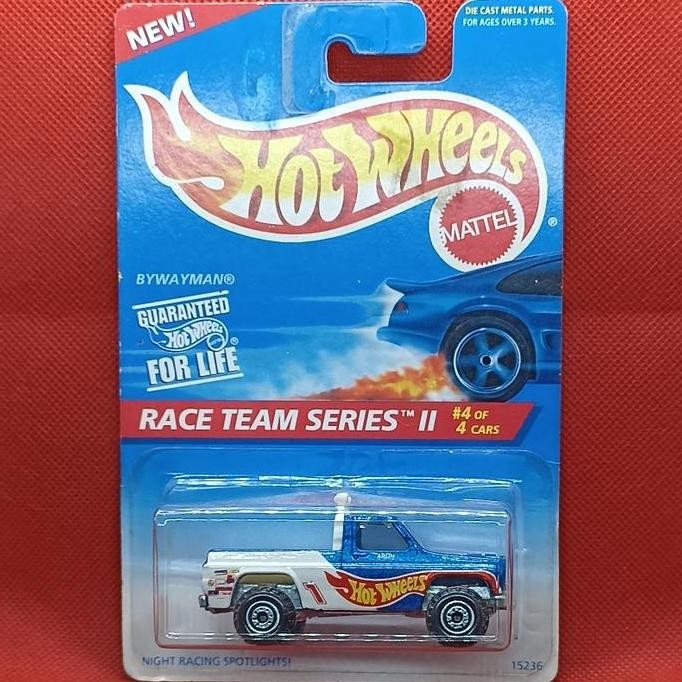 NEW!
DIE CAST METAL PARTS.
FOR AGES OVER 3 YEARS.
HOT WHEELS
MATTEL
®
BYWAYMAN®
GUARANTEED
HOT WHEELS
®
FOR LIFE
RACE TEAM SERIES™ II
#4 OF
4 CARS
1
HOT WHEELS
NIGHT RACING SPOTLIGHTS!
15236